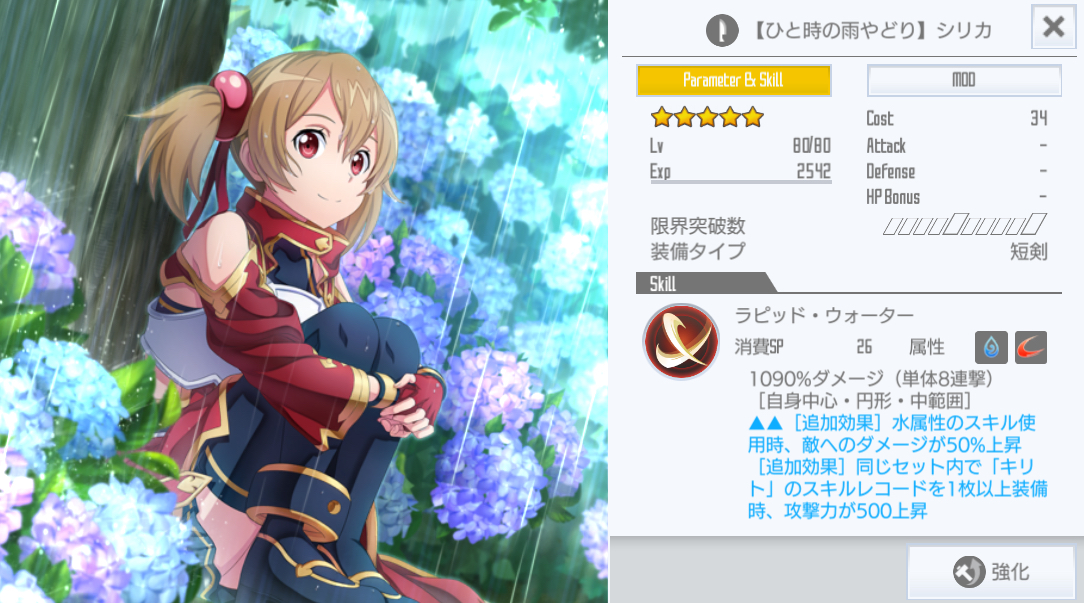 【ひと時の雨やどり】シリカ
Parameter & Skill
MOD
Lv 80/80
Exp 2542
Cost 34
Attack -
Defense -
HP Bonus -
限界突破数
装備タイプ 短剣
Skill
ラピッド・ウォーター
消費SP 26 属性
1090%ダメージ（単体8連撃）
［自身中心・円形・中範囲］
▲▲［追加効果］水属性のスキル使
用時、敵へのダメージが50%上昇
［追加効果］同じセット内で「キリ
ト」のスキルレコードを1枚以上装備
時、攻撃力が500上昇
強化